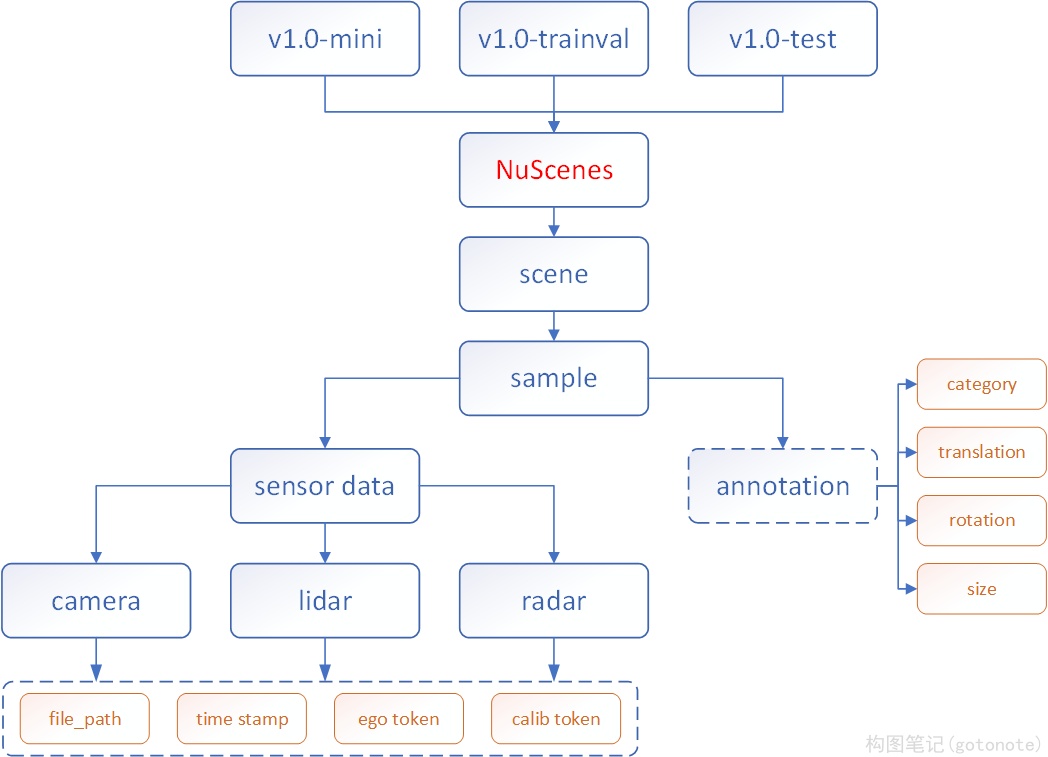 v1.0-mini
v1.0-trainval
v1.0-test
NuScenes
scene
sample
category
translation
rotation
size
sensor data
annotation
camera
lidar
radar
file_path
time stamp
ego token
calib token
构图笔记(gotonote)